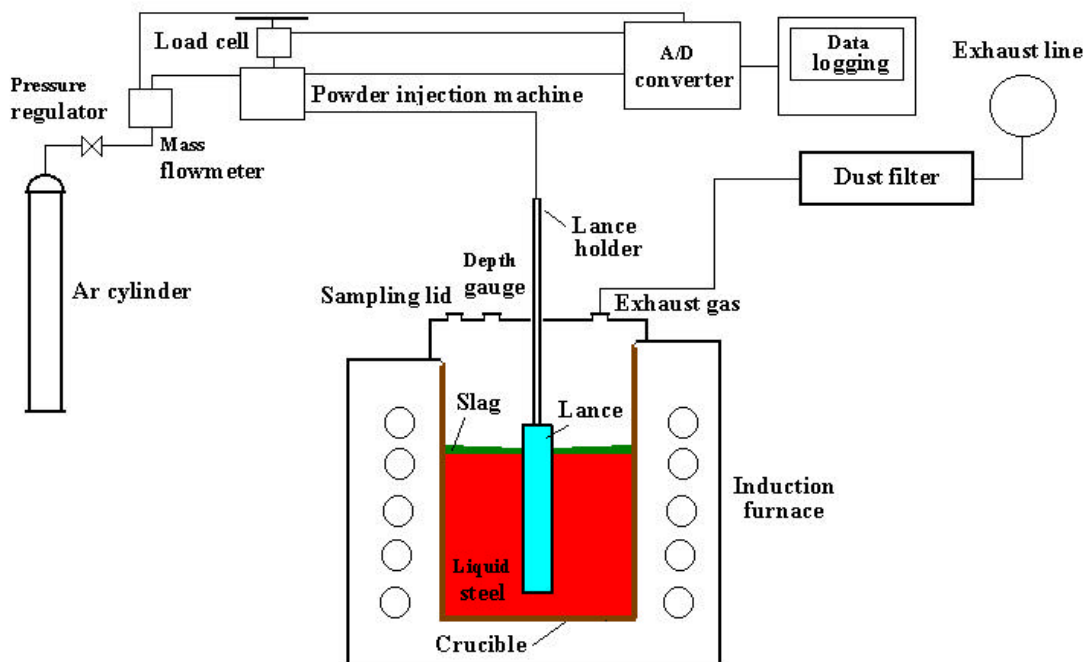 Load cell
A/D
converter
Data
logging
Exhaust line
Pressure
regulator
Powder injection machine
Mass
flowmeter
Dust filter
Lance
holder
Ar cylinder
Depth
gauge
Sampling lid
Exhaust gas
Slag
Lance
Induction
furnace
Liquid
steel
Crucible